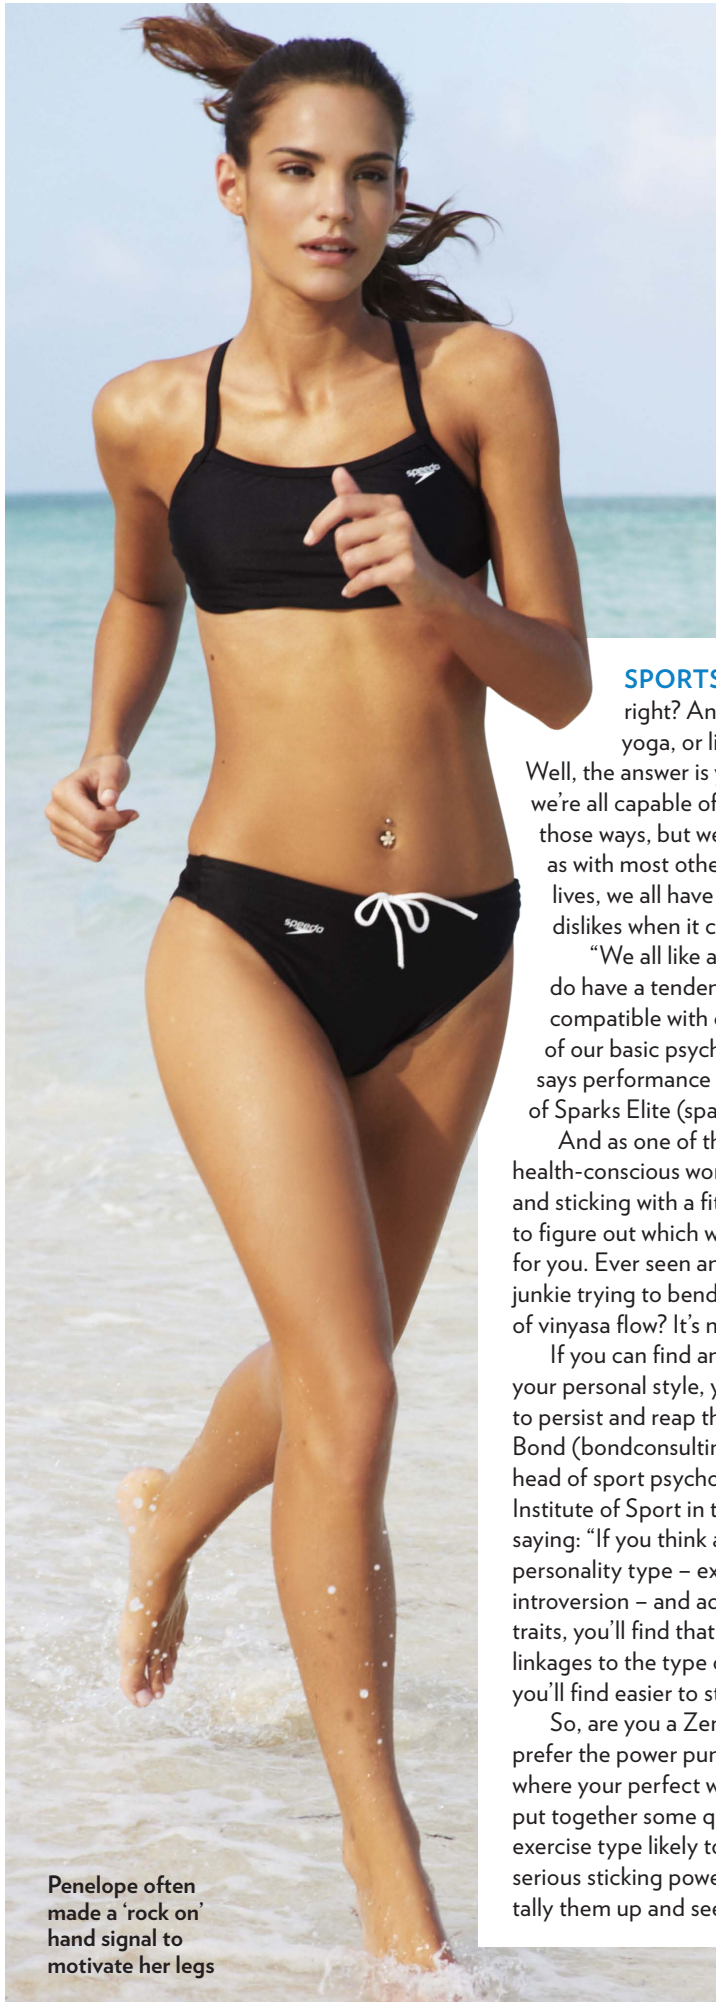 speedo
speedo
SPORTS
right? An
yoga, or li
Well, the answer is
we’re all capable of
those ways, but we
as with most othe
lives, we all have
dislikes when it c
“We all like a
do have a tenden
compatible with
of our basic psych
says performance
of Sparks Elite (spa
And as one of th
health-conscious wor
and sticking with a fit
to figure out which w
for you. Ever seen an
junkie trying to bend
of vinyasa flow? It’s n
If you can find an
your personal style, y
to persist and reap th
Bond (bondconsultin
head of sport psycho
Institute of Sport in t
saying: “If you think a
personality type – ex
introversion – and ad
traits, you’ll find that
linkages to the type
you’ll find easier to st
So, are you a Zen
prefer the power pun
where your perfect w
put together some q
exercise type likely to
serious sticking powe
tally them up and see
Penelope often
made a ‘rock on’
hand signal to
motivate her legs